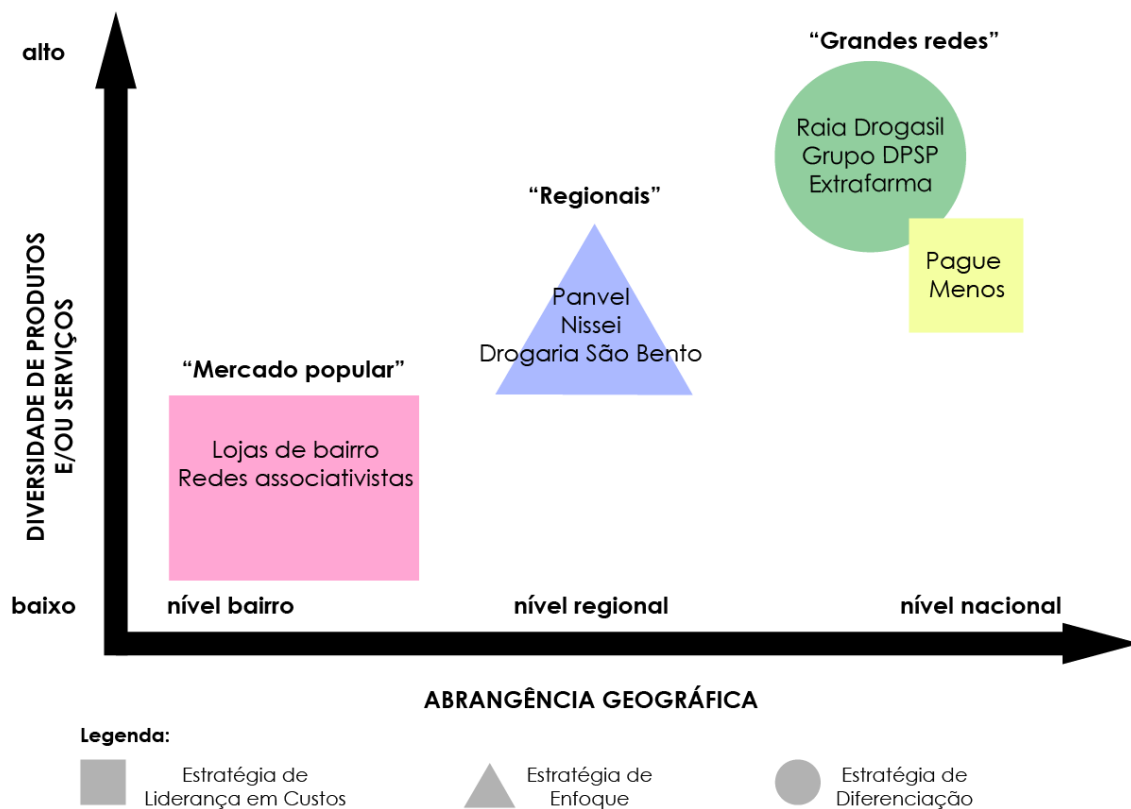 alto
“Grandes redes”
Raia Drogasil
Grupo DPSP
Extrafarma
“Regionais”
Pague
Menos
Panvel
Nissei
Drogaria São Bento
“Mercado popular”
Lojas de bairro
Redes associativistas
DIVERSIDADE DE PRODUTOS
E/OU SERVIÇOS
baixo
nível bairro
nível regional
nível nacional
ABRANGÊNCIA GEOGRÁFICA
Legenda:
Estratégia de
Liderança em Custos
Estratégia de
Enfoque
Estratégia de
Diferenciação